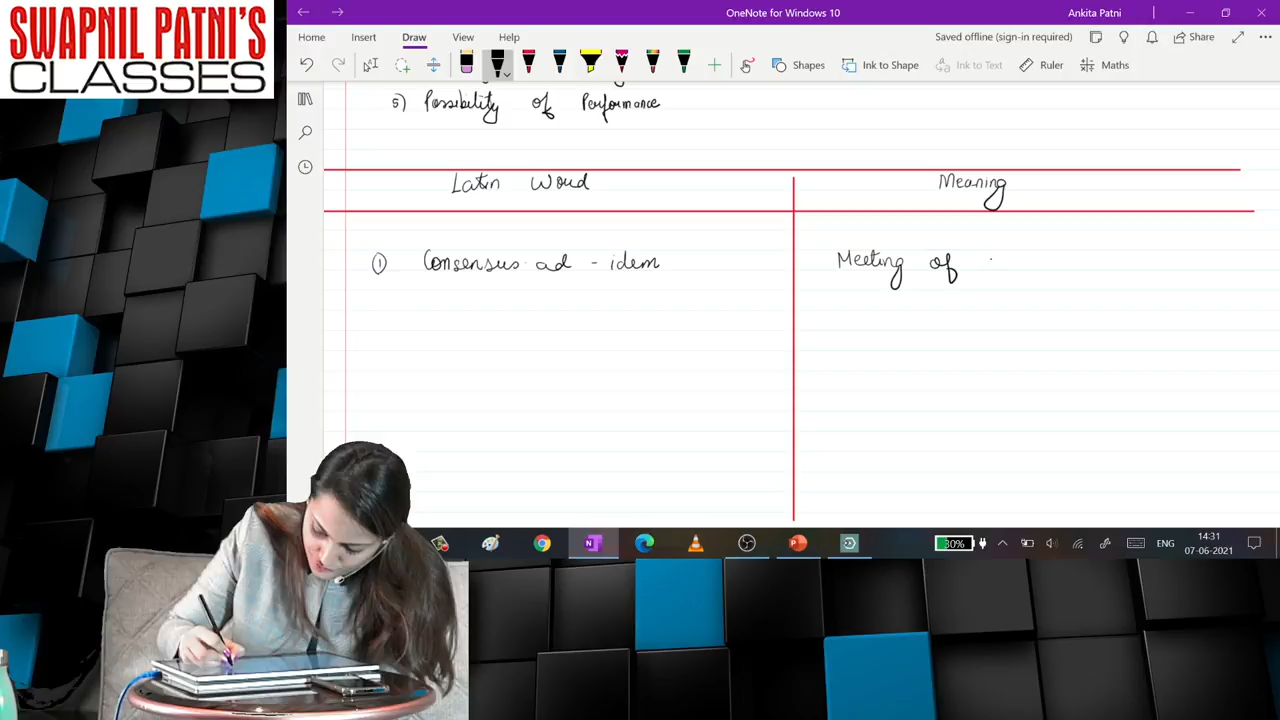 SWAPNIL PATNI'S
CLASSES
OneNote for Windows 10
Ankita Patni
Home Insert Draw View Help
Saved offline (sign-in required)
Share
Shapes
Ink to Shape
Ink to Text
Ruler
Maths
5) Possibility of Performance
Latin Word
Meaning
① Consensus ad - idem
Meeting of
30%
ENG
14:31
07-06-2021